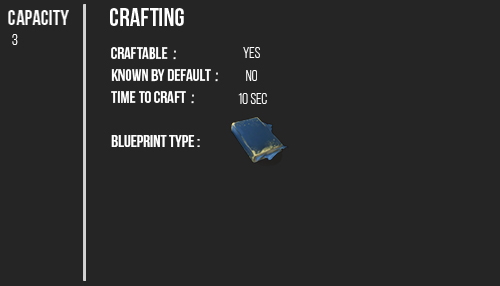 CAPACITY
3
CRAFTING
CRAFTABLE : YES
KNOWN BY DEFAULT : NO
TIME TO CRAFT : 10 SEC
BLUEPRINT TYPE :